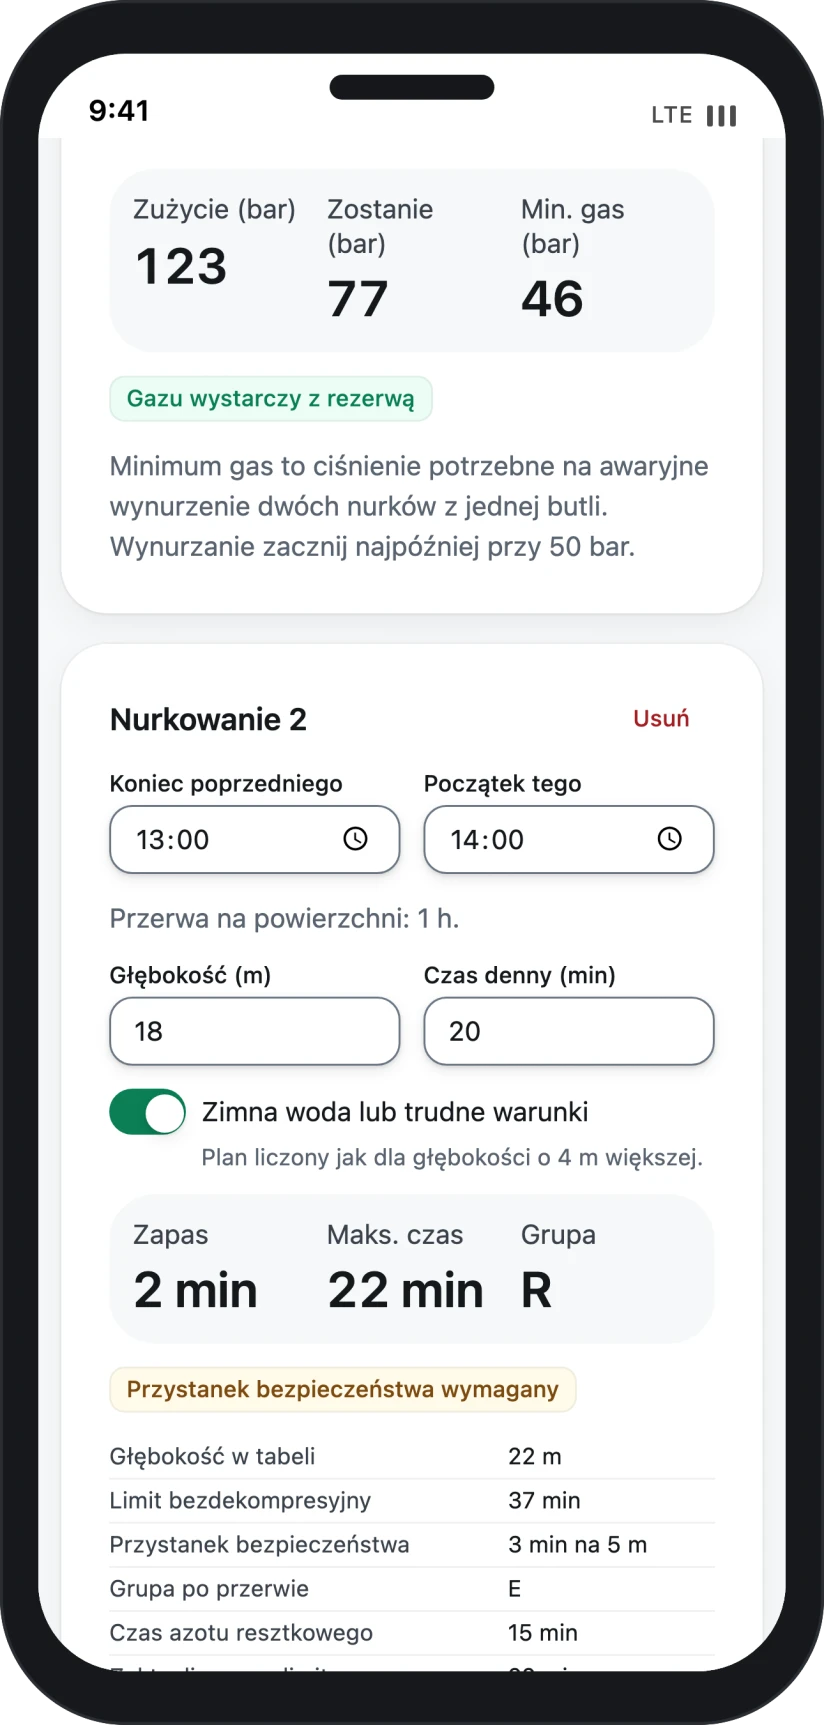 9:41
LTE
Zużycie (bar)
123
Zostanie
(bar)
77
Min. gas
(bar)
46
Gazu wystarczy z rezerwą
Minimum gas to ciśnienie potrzebne na awaryjne
wynurzenie dwóch nurków z jednej butli.
Wynurzanie zacznij najpóźniej przy 50 bar.
Nurkowanie 2
Usuń
Koniec poprzedniego
Początek tego
13:00
14:00
Przerwa na powierzchni: 1 h.
Głębokość (m)
Czas denny (min)
18
20
Zimna woda lub trudne warunki
Plan liczony jak dla głębokości o 4 m większej.
Zapas
Maks. czas
Grupa
2 min
22 min
R
Przystanek bezpieczeństwa wymagany
Głębokość w tabeli
22 m
Limit bezdekompresyjny
37 min
Przystanek bezpieczeństwa
3 min na 5 m
Grupa po przerwie
E
Czas azotu resztkowego
15 min